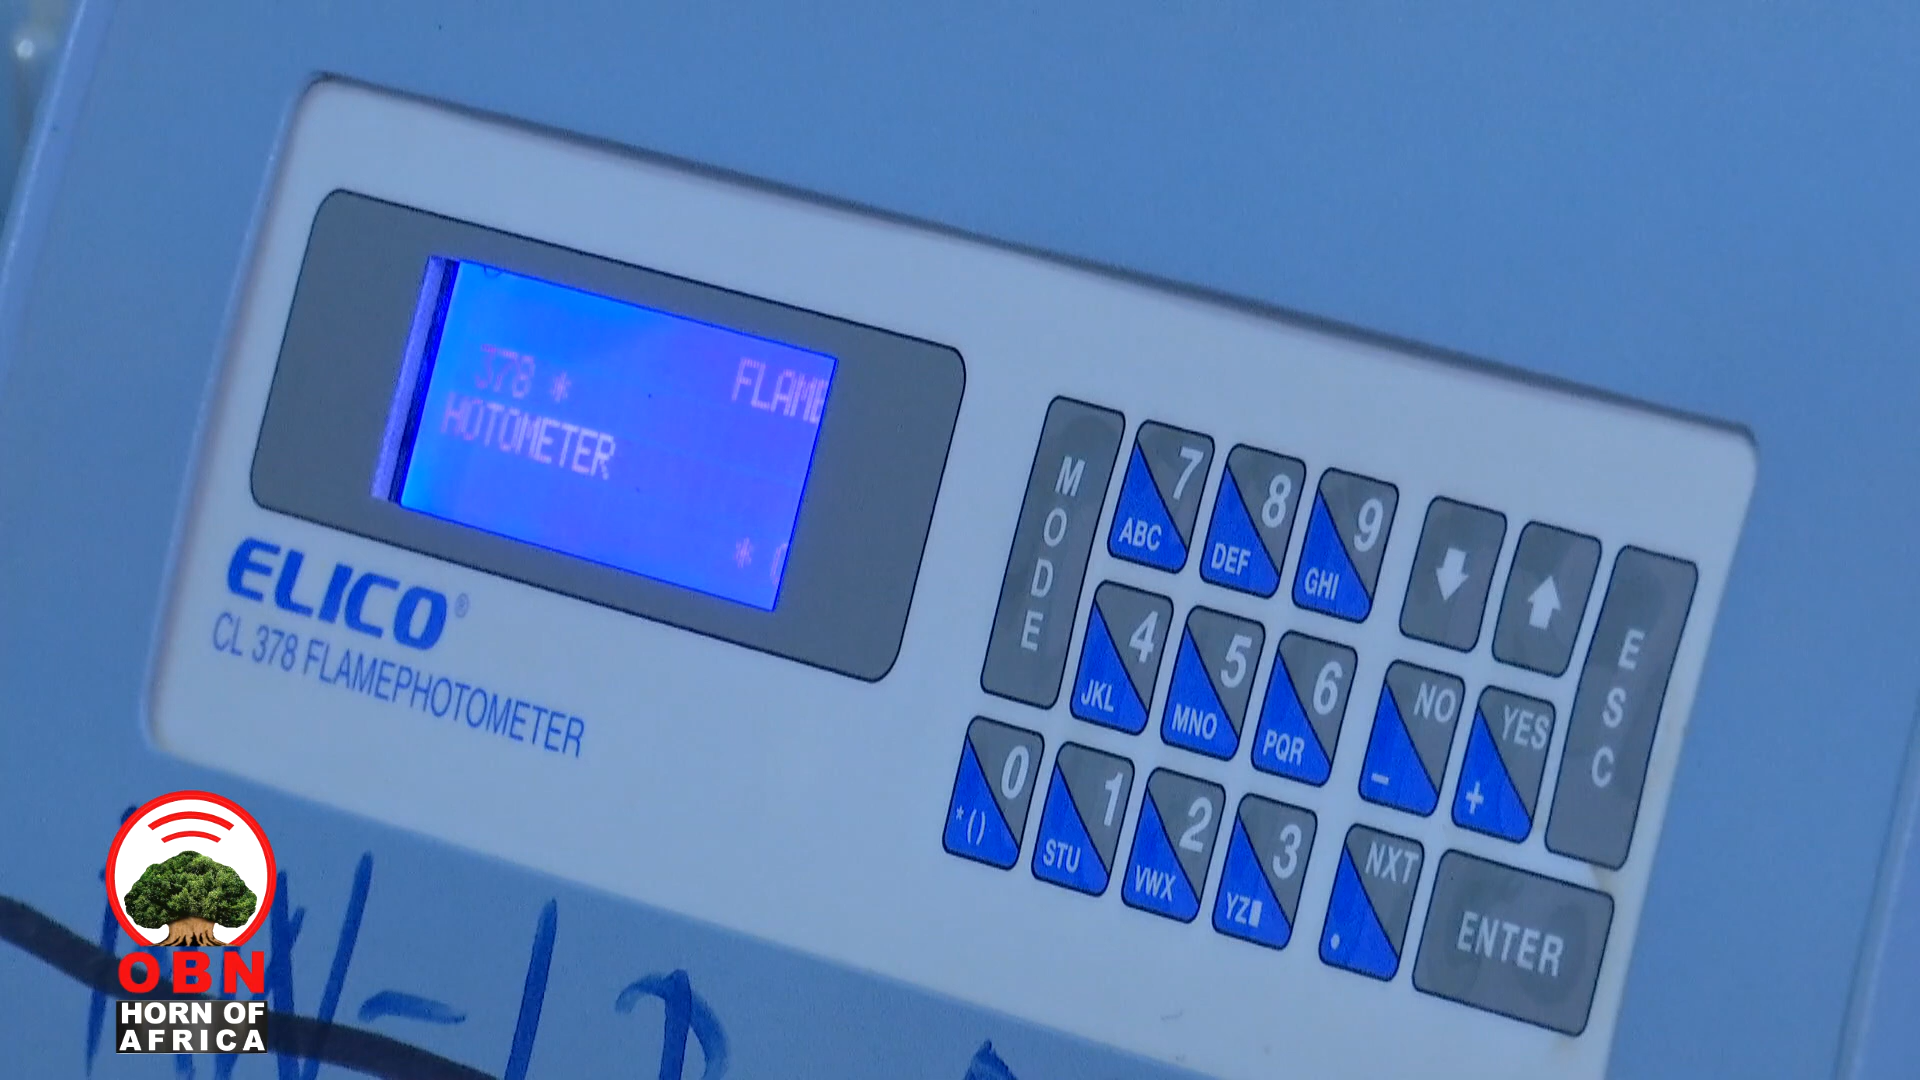 378 * FLAME
HOTOMETER
*
ELICO®
CL 378 FLAMEPHOTOMETER
MODE
7 ABC
8 DEF
9 GHI
ESC
4 JKL
5 MNO
6 PQR
NO -
YES +
0 *()
1 STU
2 VWX
3 YZ
NXT .
ENTER
OBN
HORN OF
AFRICA